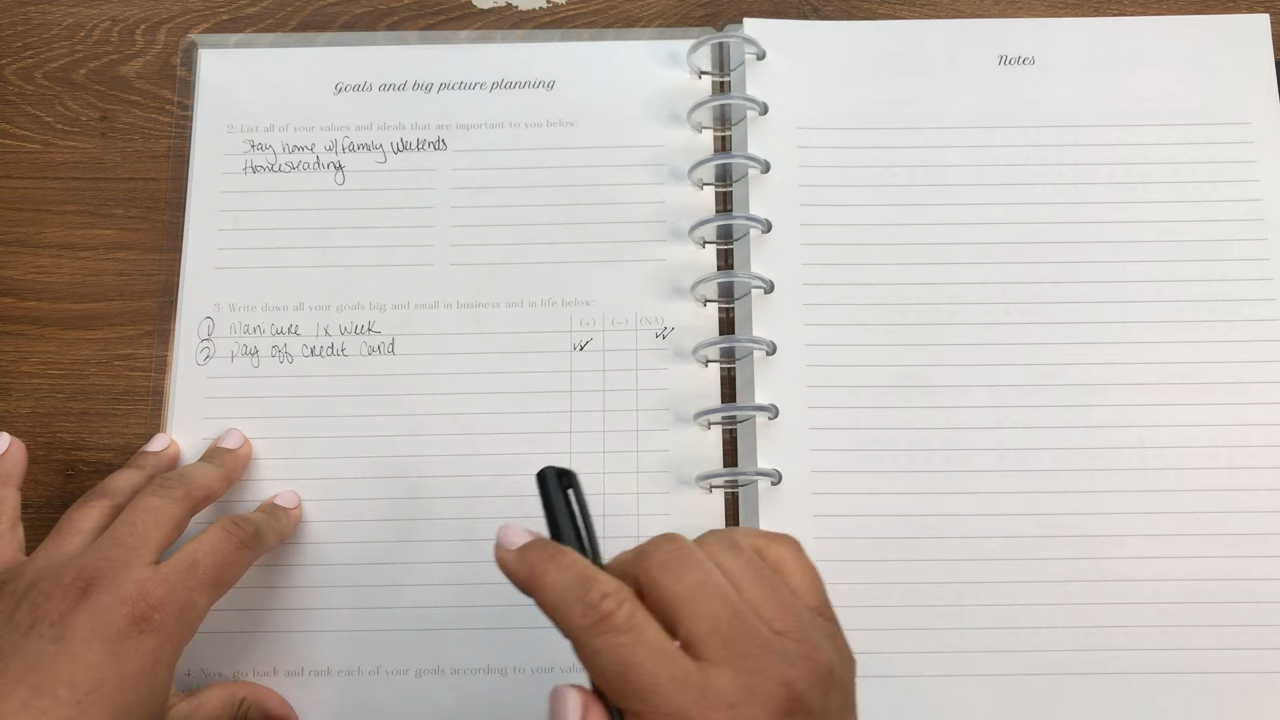 Goals and big picture planning
2: List all of your values and ideals that are important to you below:
Stay home w/ family weekends
Homesteading
3: Write down all your goals big and small in business and in life below:
(+) (-) (NA)
① Manicure 1x week
② Pay off credit card
4: Now, go back and rank each of your goals according to your
Notes